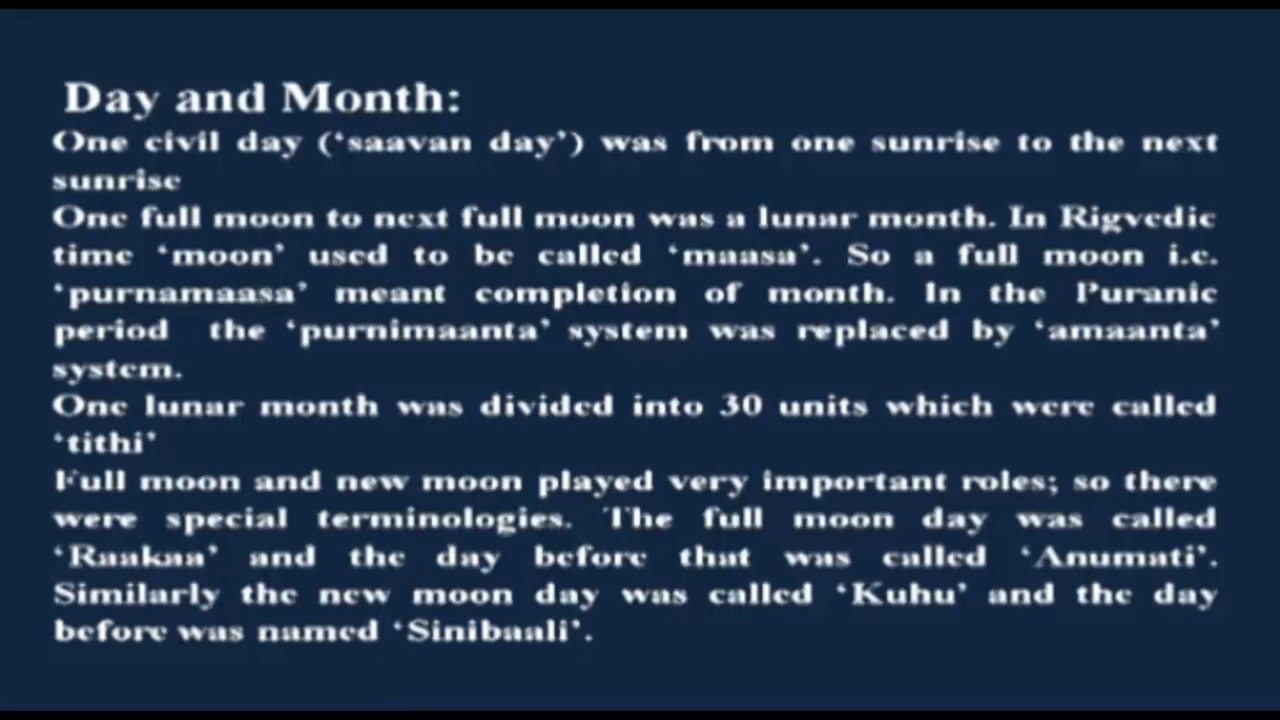 Day and Month:
One civil day (‘saavan day’) was from one sunrise to the next
sunrise
One full moon to next full moon was a lunar month. In Rigvedic
time ‘moon’ used to be called ‘maasa’. So a full moon i.e.
‘purnamaasa’ meant completion of month. In the Puranic
period the ‘purnimaanta’ system was replaced by ‘amaanta’
system.
One lunar month was divided into 30 units which were called
‘tithi’
Full moon and new moon played very important roles; so there
were special terminologies. The full moon day was called
‘Raakaa’ and the day before that was called ‘Anumati’.
Similarly the new moon day was called ‘Kuhu’ and the day
before was named ‘Sinibaali’.